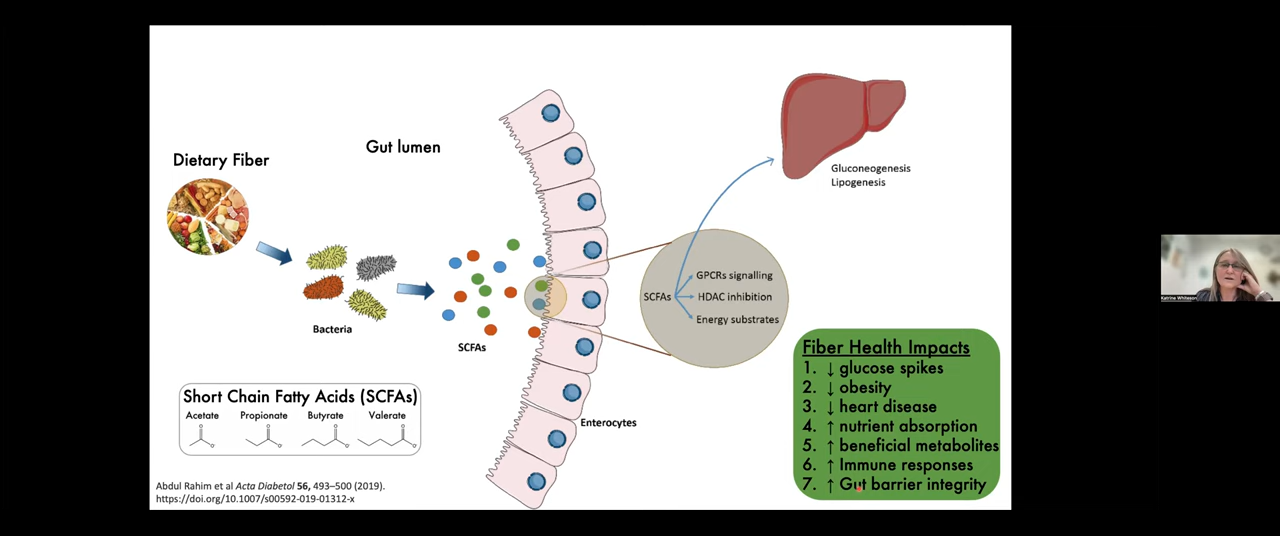 Dietary Fiber
Gut lumen
Bacteria
SCFAs
Enterocytes
SCFAs
GPCRs signalling
HDAC inhibition
Energy substrates
Gluconeogenesis
Lipogenesis
Short Chain Fatty Acids (SCFAs)
Acetate Propionate Butyrate Valerate
O O O O
O- O- O- O-
Abdul Rahim et al Acta Diabetol 56, 493–500 (2019).
https://doi.org/10.1007/s00592-019-01312-x
Fiber Health Impacts
1. ↓ glucose spikes
2. ↓ obesity
3. ↓ heart disease
4. ↑ nutrient absorption
5. ↑ beneficial metabolites
6. ↑ Immune responses
7. ↑ Gut barrier integrity
Katrine Whiteson